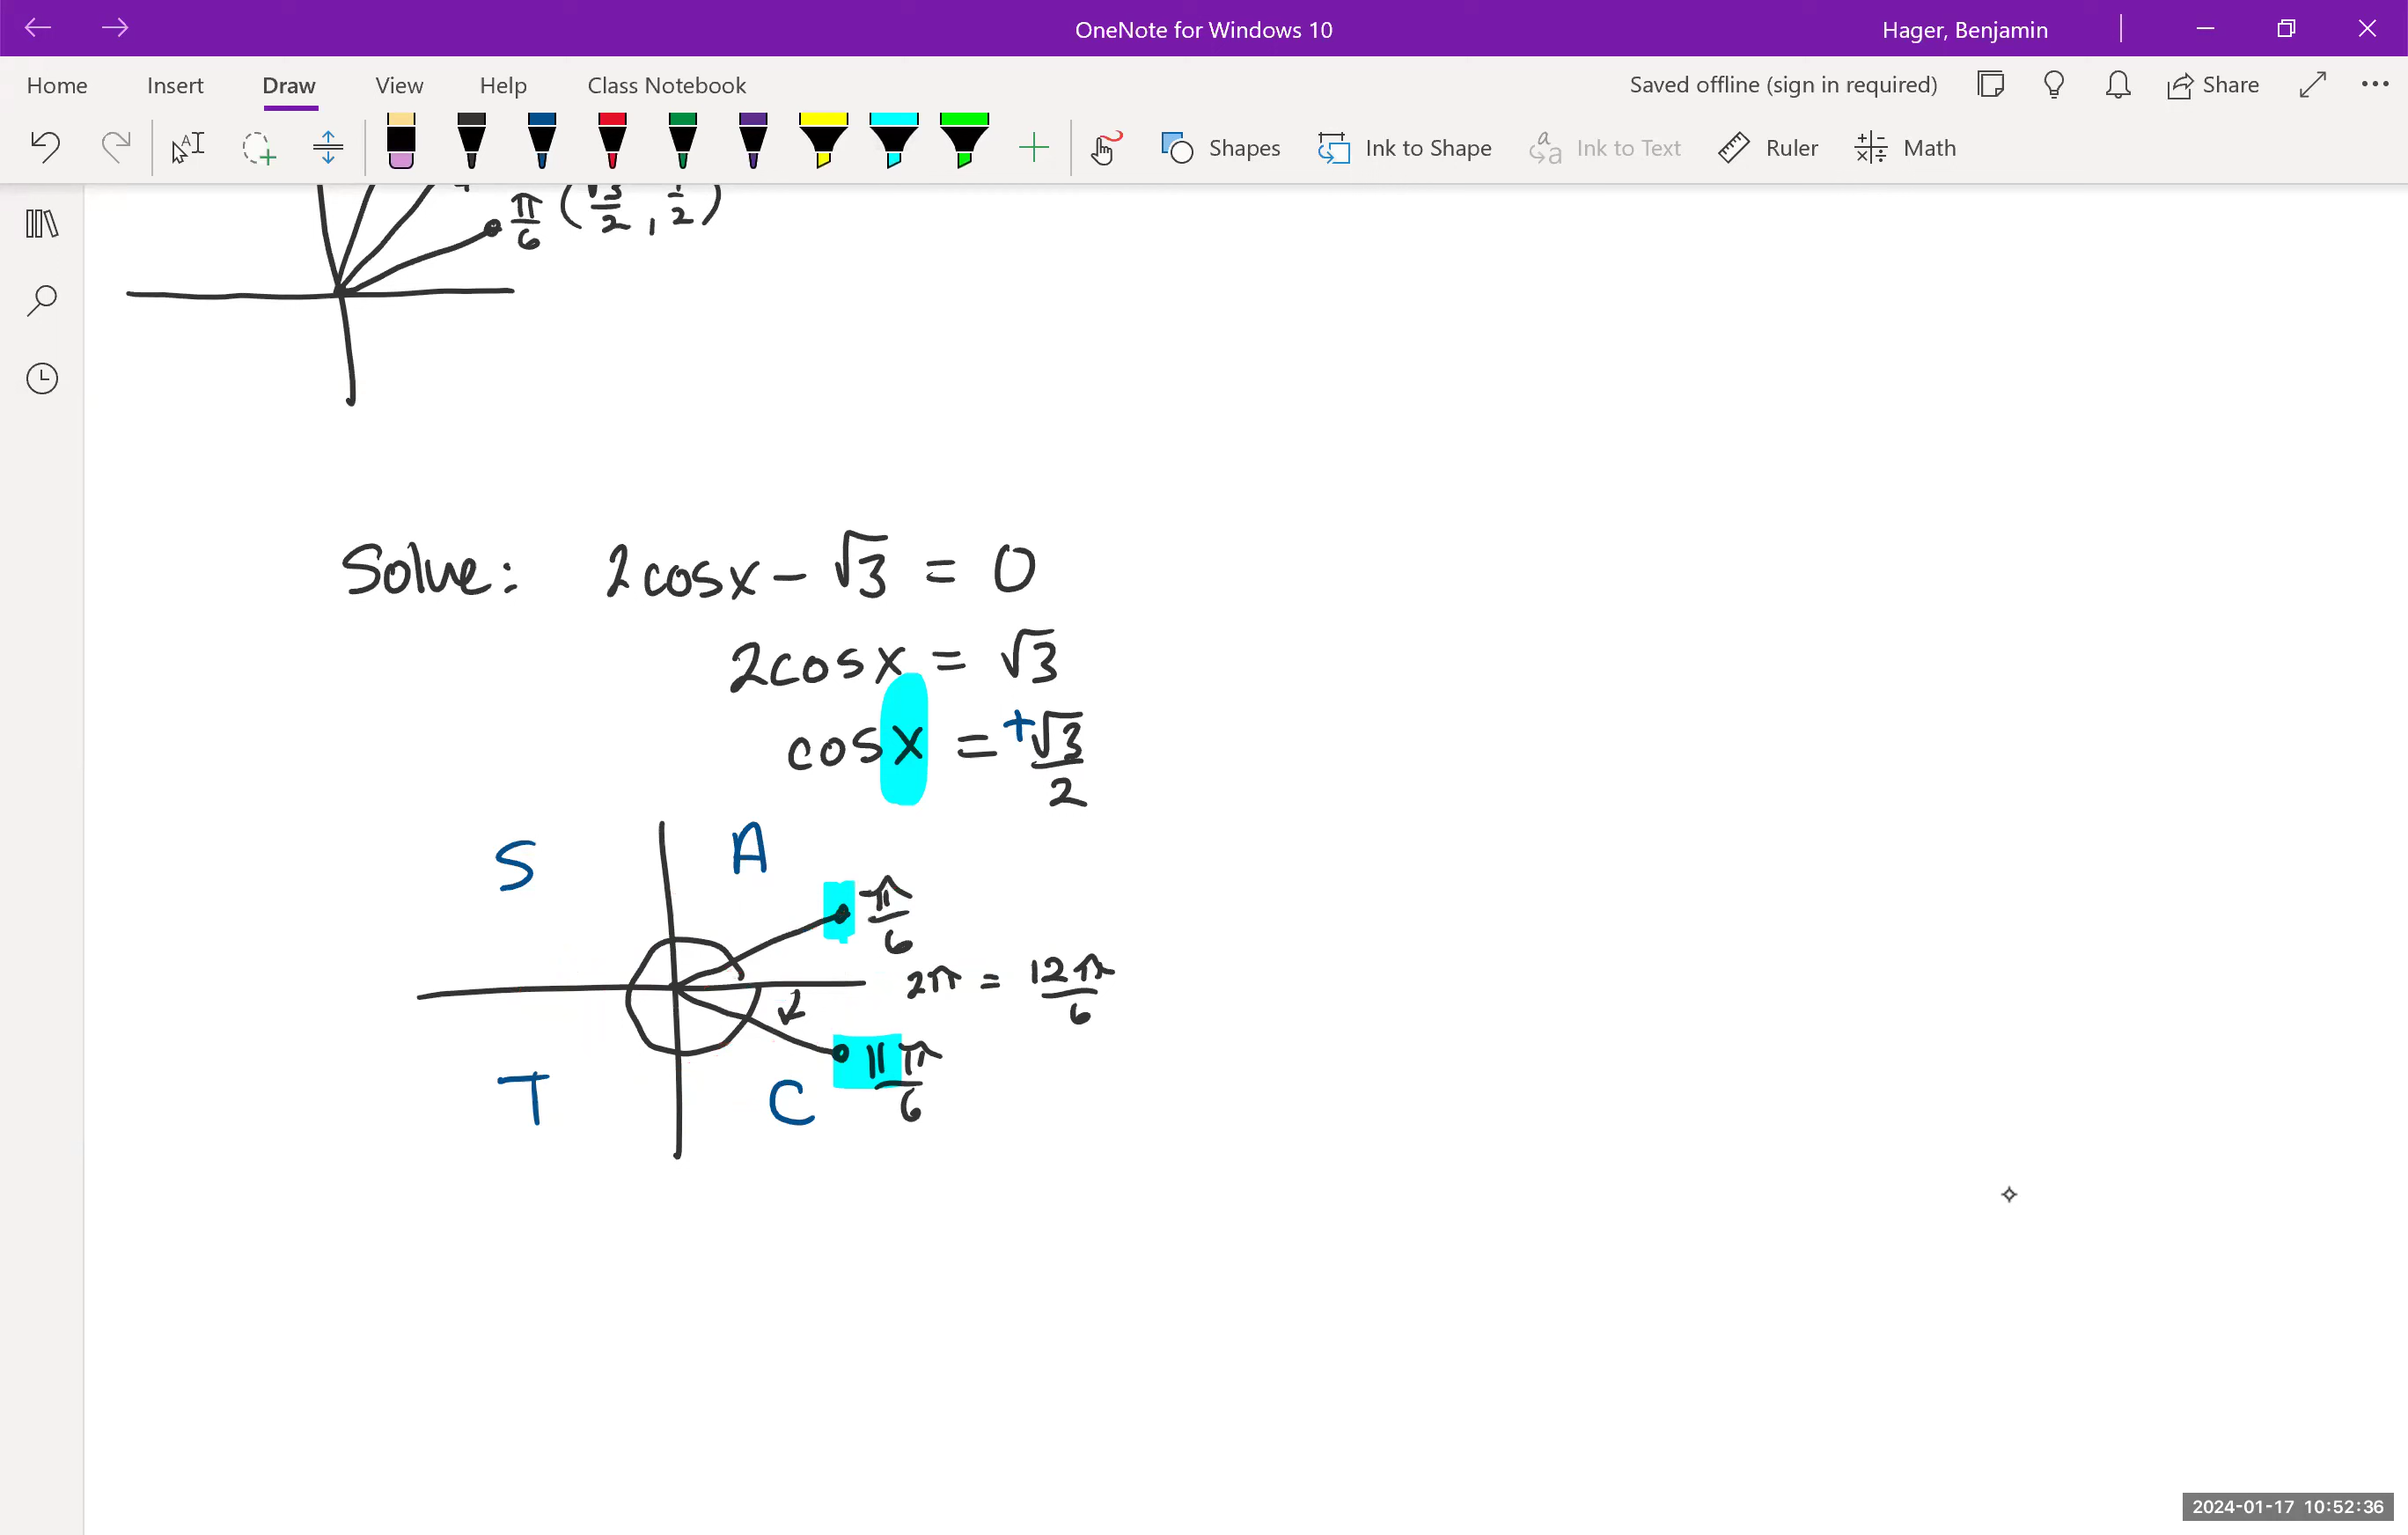 OneNote for Windows 10
Hager, Benjamin
Home Insert Draw View Help Class Notebook
Saved offline (sign in required) Share
Shapes Ink to Shape Ink to Text Ruler Math
π/6 (√3/2, 1/2)
Solve: 2cosx - √3 = 0
2cosx = √3
cosx = +√3/2
S A
π/6
2π = 12π/6
11π/6
T C
2024-01-17 10:52:36